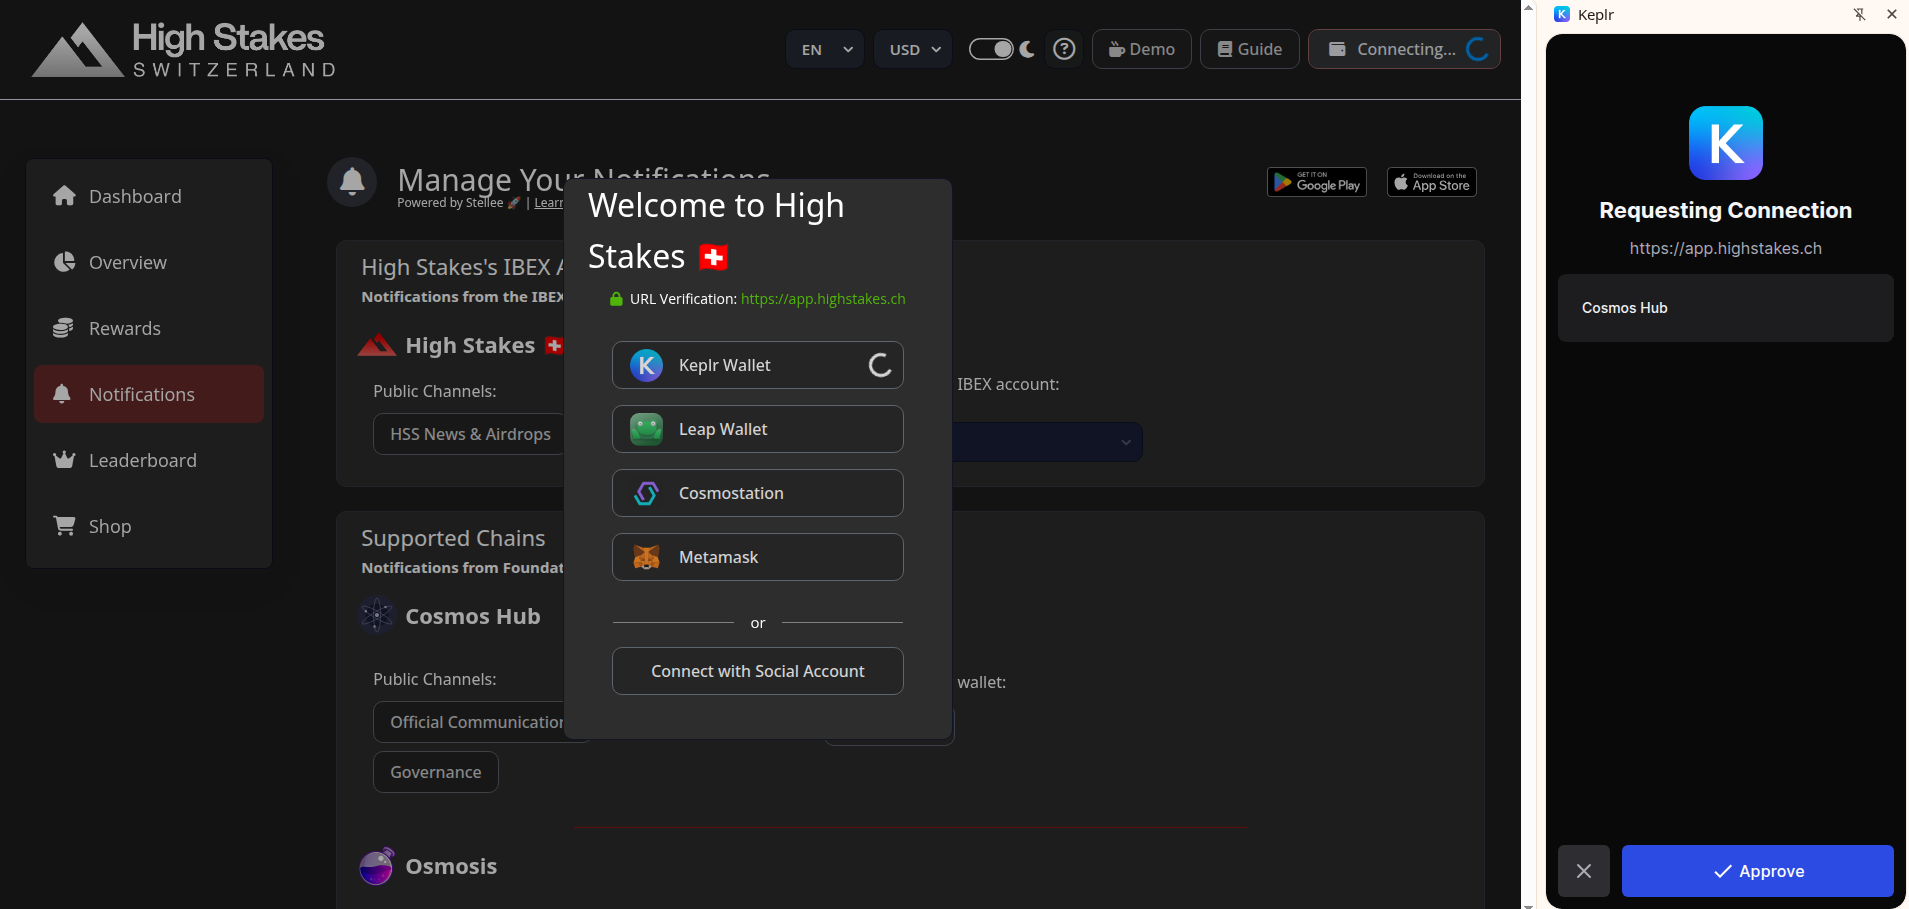 High Stakes
SWITZERLAND
EN
USD
Demo
Guide
Connecting...
Dashboard
Overview
Rewards
Notifications
Leaderboard
Shop
Manage Your Notifications
Powered by Stellee 🚀 | Learn
GET IT ON
Google Play
Download on the
App Store
High Stakes's IBEX A
Notifications from the IBEX
High Stakes
Public Channels:
HSS News & Airdrops
IBEX account:
Supported Chains
Notifications from Foundat
Cosmos Hub
Public Channels:
Official Communication
Governance
wallet:
Osmosis
Welcome to High
Stakes 🇨🇭
URL Verification: https://app.highstakes.ch
Keplr Wallet
Leap Wallet
Cosmostation
Metamask
or
Connect with Social Account
Keplr
K
Requesting Connection
https://app.highstakes.ch
Cosmos Hub
Approve